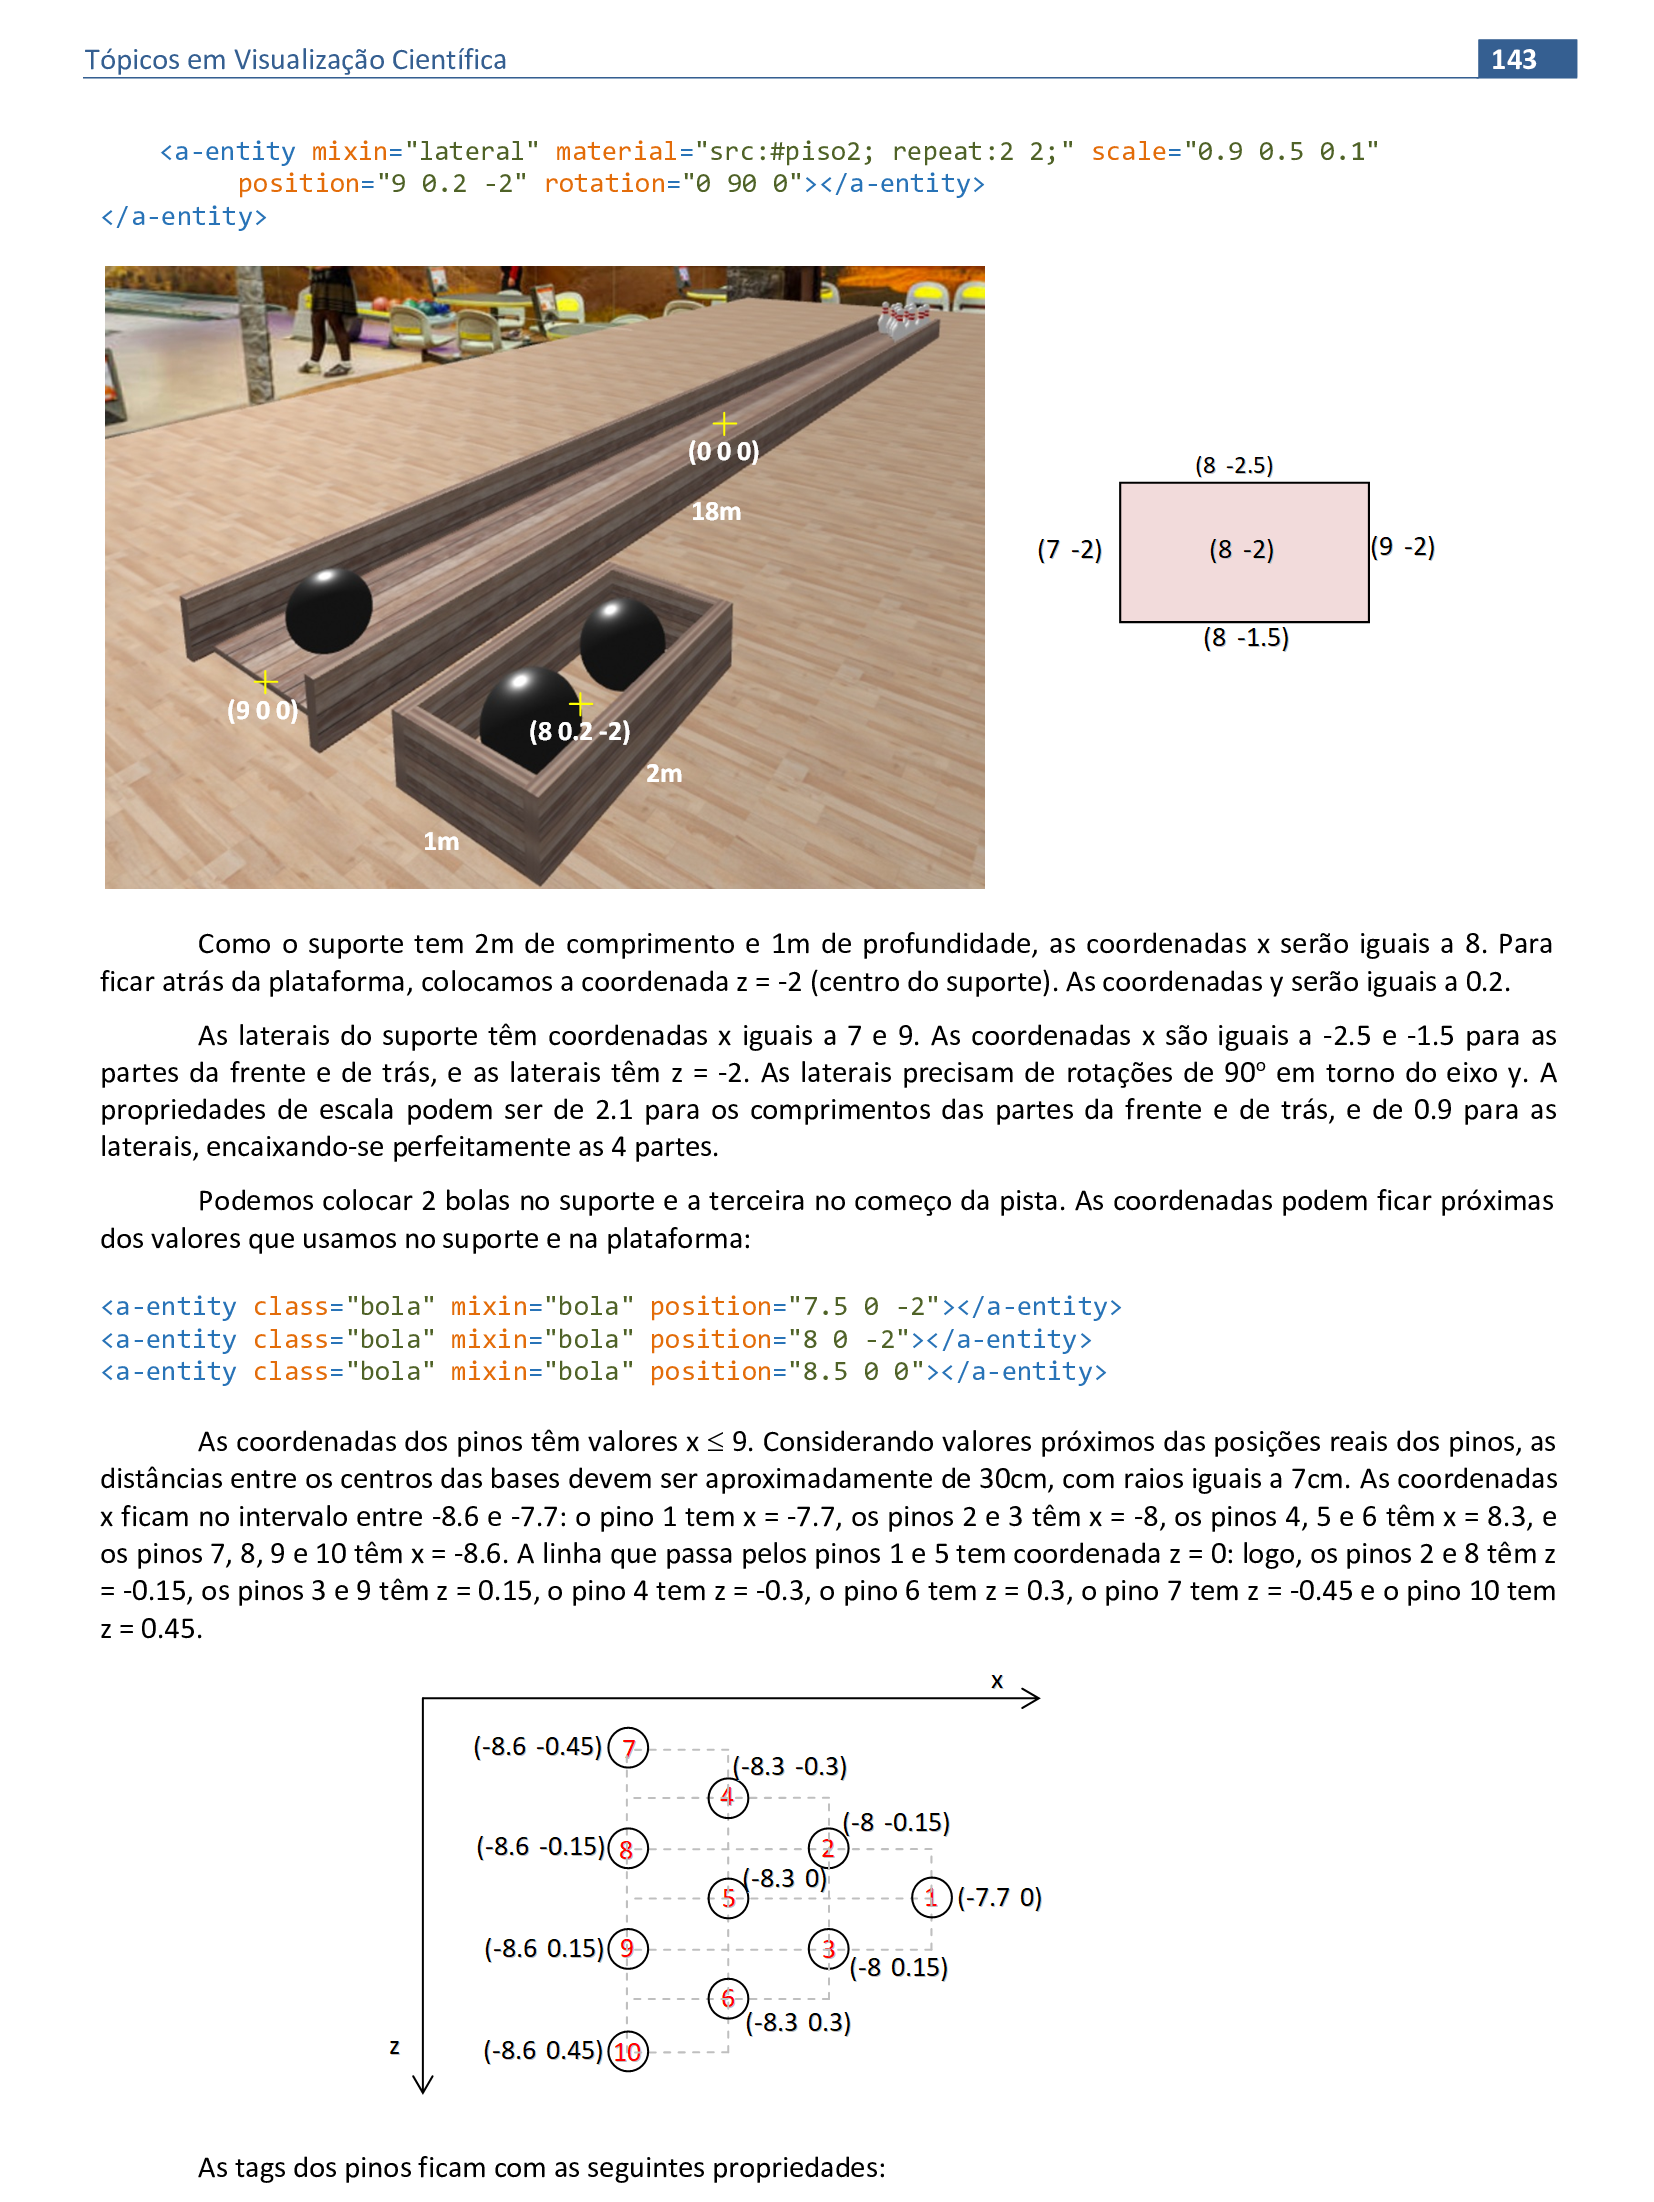 Tópicos em Visualização Científica 143
<a-entity mixin="lateral" material="src:#piso2; repeat:2 2;" scale="0.9 0.5 0.1"
position="9 0.2 -2" rotation="0 90 0"></a-entity>
</a-entity>
(0 0 0)
18m
(9 0 0)
(8 0.2 -2)
2m
1m
(8 -2.5)
(7 -2) (8 -2) (9 -2)
(8 -1.5)
Como o suporte tem 2m de comprimento e 1m de profundidade, as coordenadas x serão iguais a 8. Para
ficar atrás da plataforma, colocamos a coordenada z = -2 (centro do suporte). As coordenadas y serão iguais a 0.2.
As laterais do suporte têm coordenadas x iguais a 7 e 9. As coordenadas x são iguais a -2.5 e -1.5 para as
partes da frente e de trás, e as laterais têm z = -2. As laterais precisam de rotações de 90º em torno do eixo y. A
propriedades de escala podem ser de 2.1 para os comprimentos das partes da frente e de trás, e de 0.9 para as
laterais, encaixando-se perfeitamente as 4 partes.
Podemos colocar 2 bolas no suporte e a terceira no começo da pista. As coordenadas podem ficar próximas
dos valores que usamos no suporte e na plataforma:
<a-entity class="bola" mixin="bola" position="7.5 0 -2"></a-entity>
<a-entity class="bola" mixin="bola" position="8 0 -2"></a-entity>
<a-entity class="bola" mixin="bola" position="8.5 0 0"></a-entity>
As coordenadas dos pinos têm valores x ≤ 9. Considerando valores próximos das posições reais dos pinos, as
distâncias entre os centros das bases devem ser aproximadamente de 30cm, com raios iguais a 7cm. As coordenadas
x ficam no intervalo entre -8.6 e -7.7: o pino 1 tem x = -7.7, os pinos 2 e 3 têm x = -8, os pinos 4, 5 e 6 têm x = 8.3, e
os pinos 7, 8, 9 e 10 têm x = -8.6. A linha que passa pelos pinos 1 e 5 tem coordenada z = 0: logo, os pinos 2 e 8 têm z
= -0.15, os pinos 3 e 9 têm z = 0.15, o pino 4 tem z = -0.3, o pino 6 tem z = 0.3, o pino 7 tem z = -0.45 e o pino 10 tem
z = 0.45.
x
(-8.6 -0.45) 7
(-8.3 -0.3)
4
(-8 -0.15)
(-8.6 -0.15) 8 2
(-8.3 0)
5 1 (-7.7 0)
(-8.6 0.15) 9 3
(-8 0.15)
6
(-8.3 0.3)
z (-8.6 0.45) 10
As tags dos pinos ficam com as seguintes propriedades: